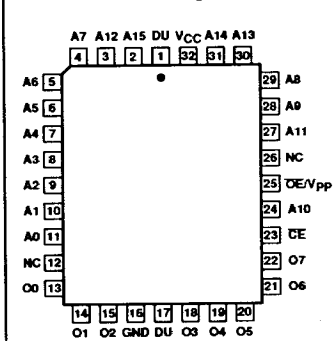 A7 A12 A15 DU VCC A14 A13
4 3 2 1 32 31 30
A6 5
A5 6
A4 7
A3 8
A2 9
A1 10
A0 11
NC 12
O0 13
29 A8
28 A9
27 A11
26 NC
25 OE/VPP
24 A10
23 CE
22 O7
21 O6
14 15 16 17 18 19 20
O1 O2 GND DU O3 O4 O5